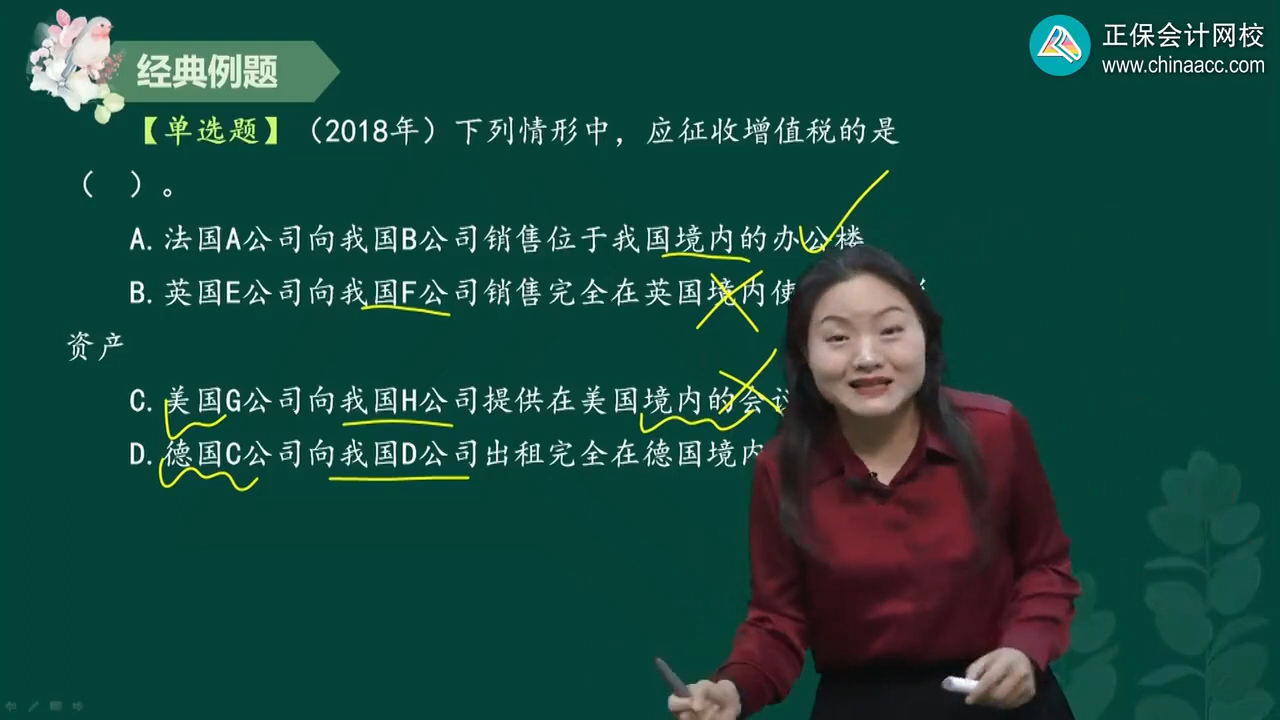 正保会计网校
www.chinaacc.com
经典例题
【单选题】（2018年）下列情形中，应征收增值税的是
（ ）。
A.法国A公司向我国B公司销售位于我国境内的办公楼
B.英国E公司向我国F公司销售完全在英国境内使
资产
C.美国G公司向我国H公司提供在美国境内的会议
D.德国C公司向我国D公司出租完全在德国境内